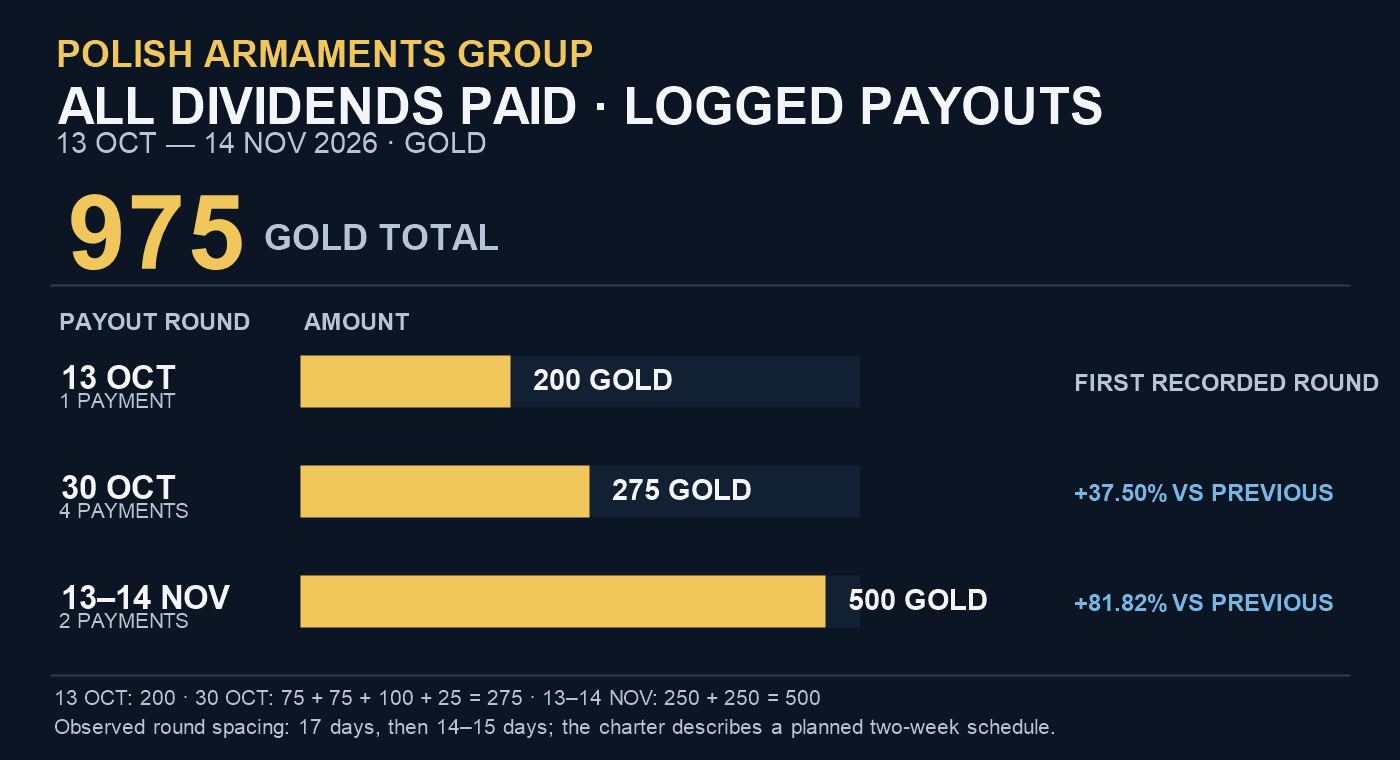 POLISH ARMAMENTS GROUP
ALL DIVIDENDS PAID · LOGGED PAYOUTS
13 OCT — 14 NOV 2026 · GOLD
975 GOLD TOTAL
PAYOUT ROUND AMOUNT
13 OCT
1 PAYMENT
200 GOLD
FIRST RECORDED ROUND
30 OCT
4 PAYMENTS
275 GOLD
+37.50% VS PREVIOUS
13–14 NOV
2 PAYMENTS
500 GOLD
+81.82% VS PREVIOUS
13 OCT: 200 · 30 OCT: 75 + 75 + 100 + 25 = 275 · 13–14 NOV: 250 + 250 = 500
Observed round spacing: 17 days, then 14–15 days; the charter describes a planned two-week schedule.